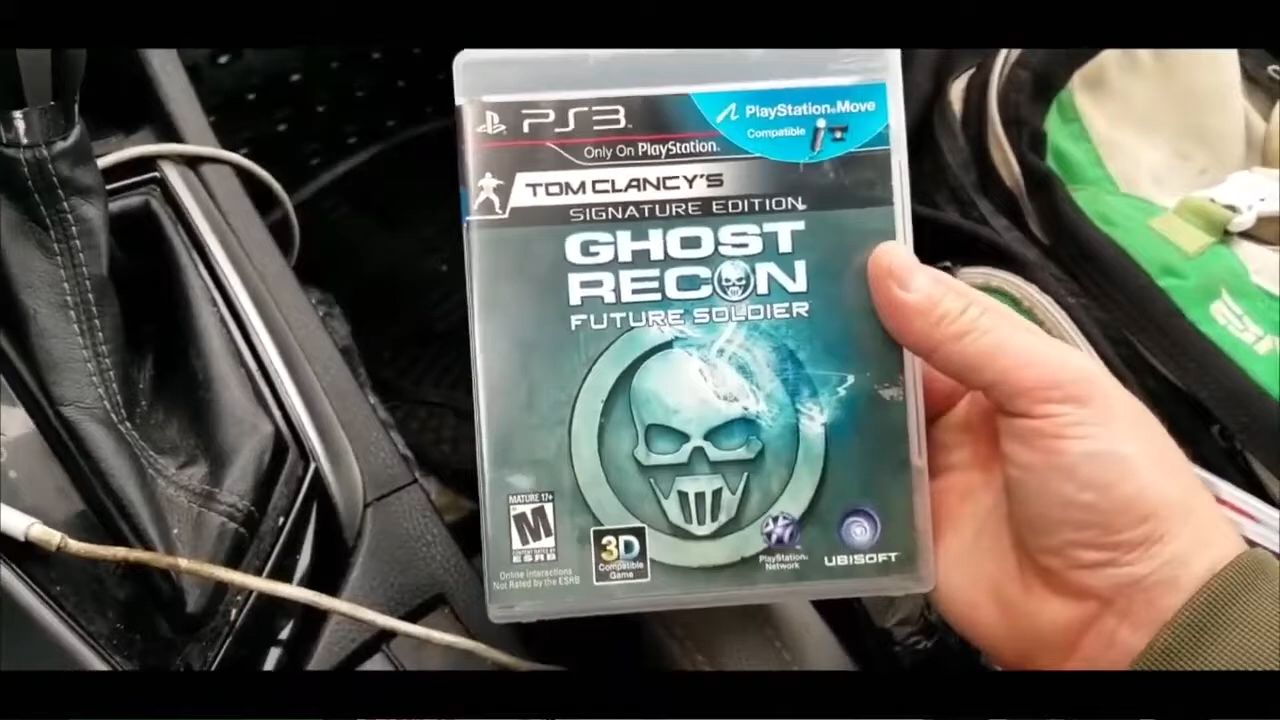 PS3
PlayStation Move
Compatible
Only On PlayStation.
TOM CLANCY'S
SIGNATURE EDITION
GHOST
RECON
FUTURE SOLDIER
MATURE 17+
M
CONTENT RATED BY
ESRB
Online Interactions
Not Rated by the ESRB
3D
Compatible
Game
PlayStation
Network
UBISOFT